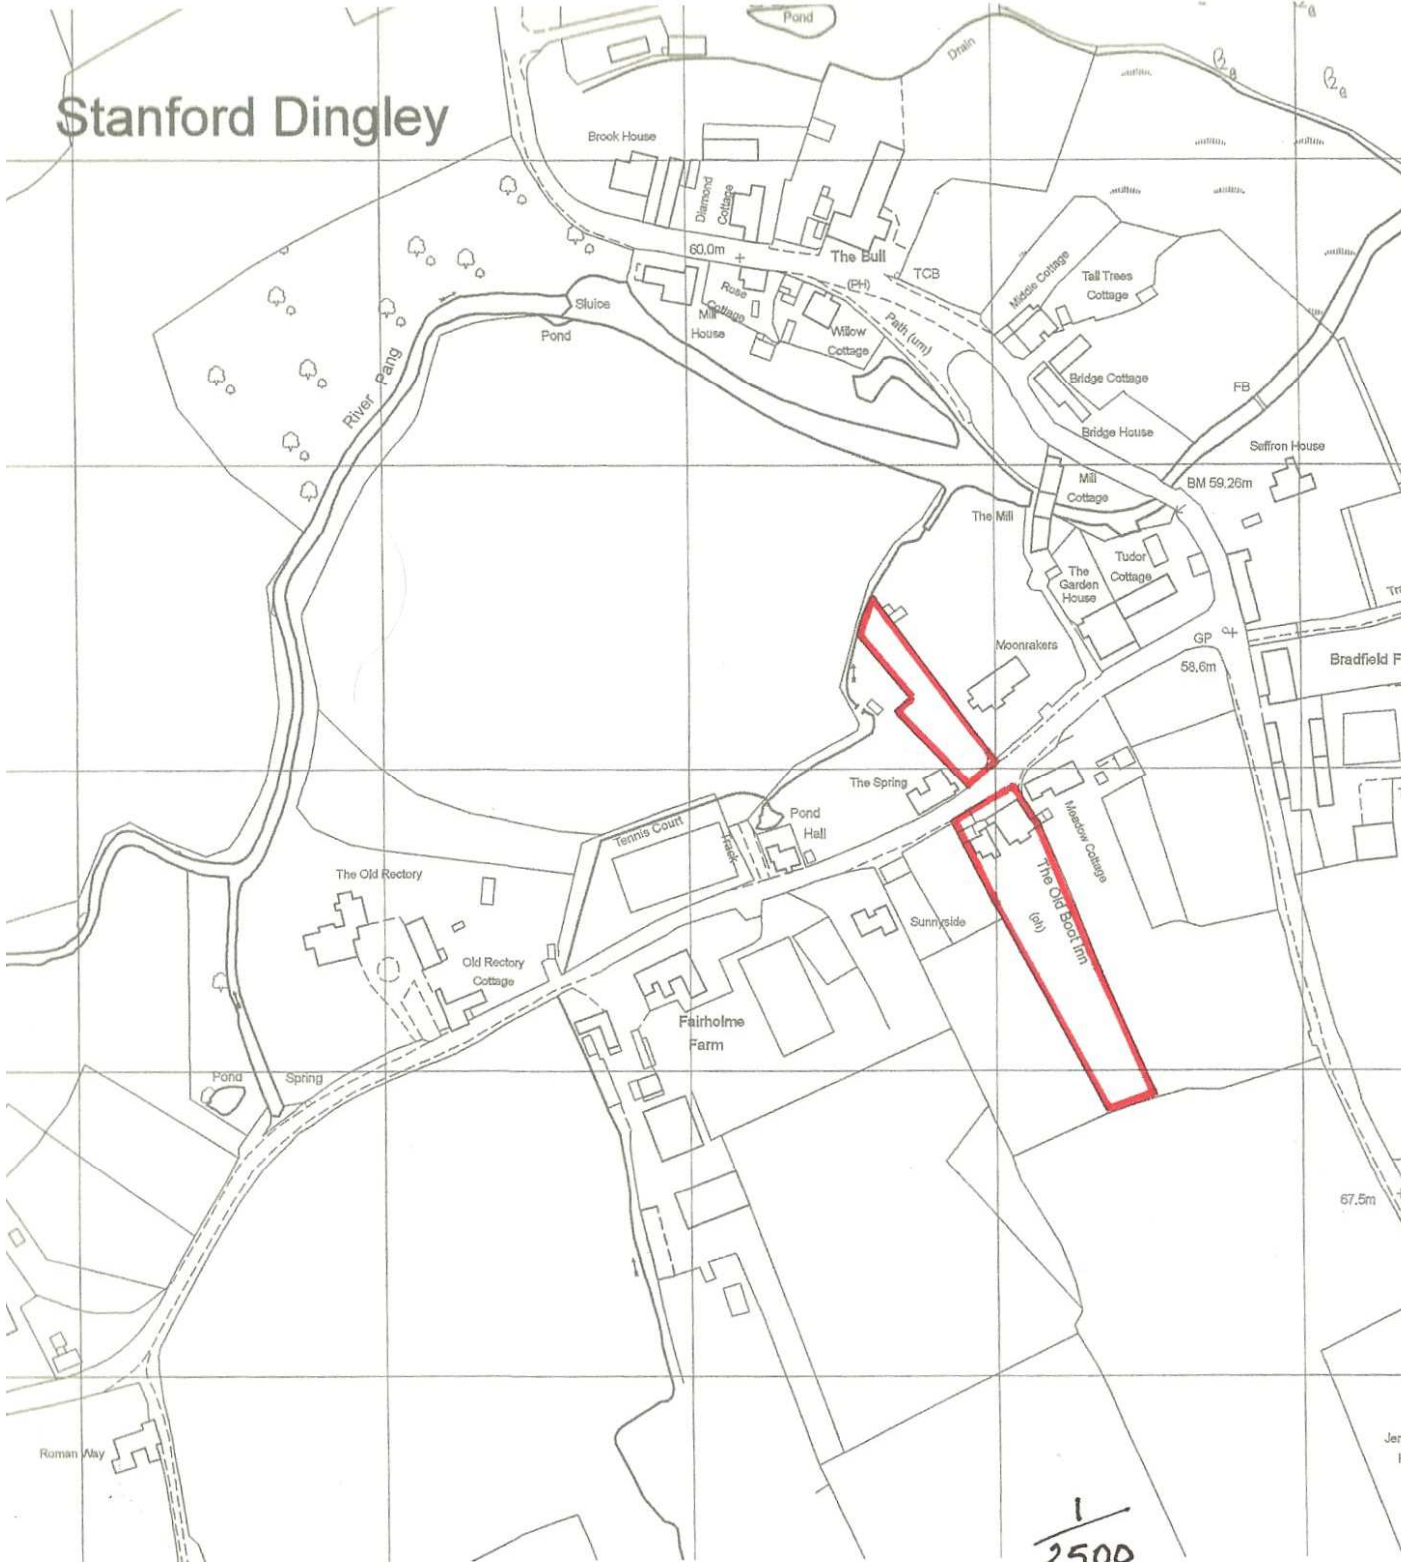 Pond
Drain
Stanford Dingley
Brook House
Diamond
Cottage
60.0m
The Bull
(PH)
TCB
Middle Cottage
Tall Trees
Cottage
Rose
Cottage
Mill
House
Sluice
Pond
Willow
Cottage
Path (um)
River Pang
Bridge Cottage
Bridge House
FB
Saffron House
BM 59.26m
Mill
Cottage
The Mill
The
Garden
House
Tudor
Cottage
GP
58.6m
Moonrakers
Bradfield F
The Spring
Pond
Hall
Tennis Court
Track
Meadow Cottage
The Old Boot Inn
(ph)
Sunnyside
The Old Rectory
Old Rectory
Cottage
Fairholme
Farm
Pond
Spring
67.5m
Roman Way
1
2500